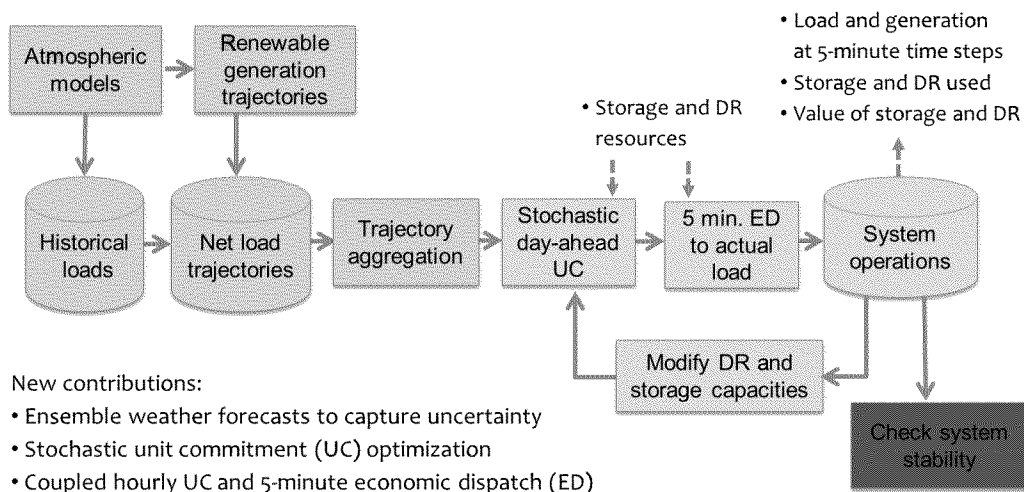 Atmospheric
models
Renewable
generation
trajectories
• Load and generation
at 5-minute time steps
• Storage and DR used
• Value of storage and DR
• Storage and DR
resources
Historical
loads
Net load
trajectories
Trajectory
aggregation
Stochastic
day-ahead
UC
5 min. ED
to actual
load
System
operations
Modify DR and
storage capacities
Check system
stability
New contributions:
• Ensemble weather forecasts to capture uncertainty
• Stochastic unit commitment (UC) optimization
• Coupled hourly UC and 5-minute economic dispatch (ED)